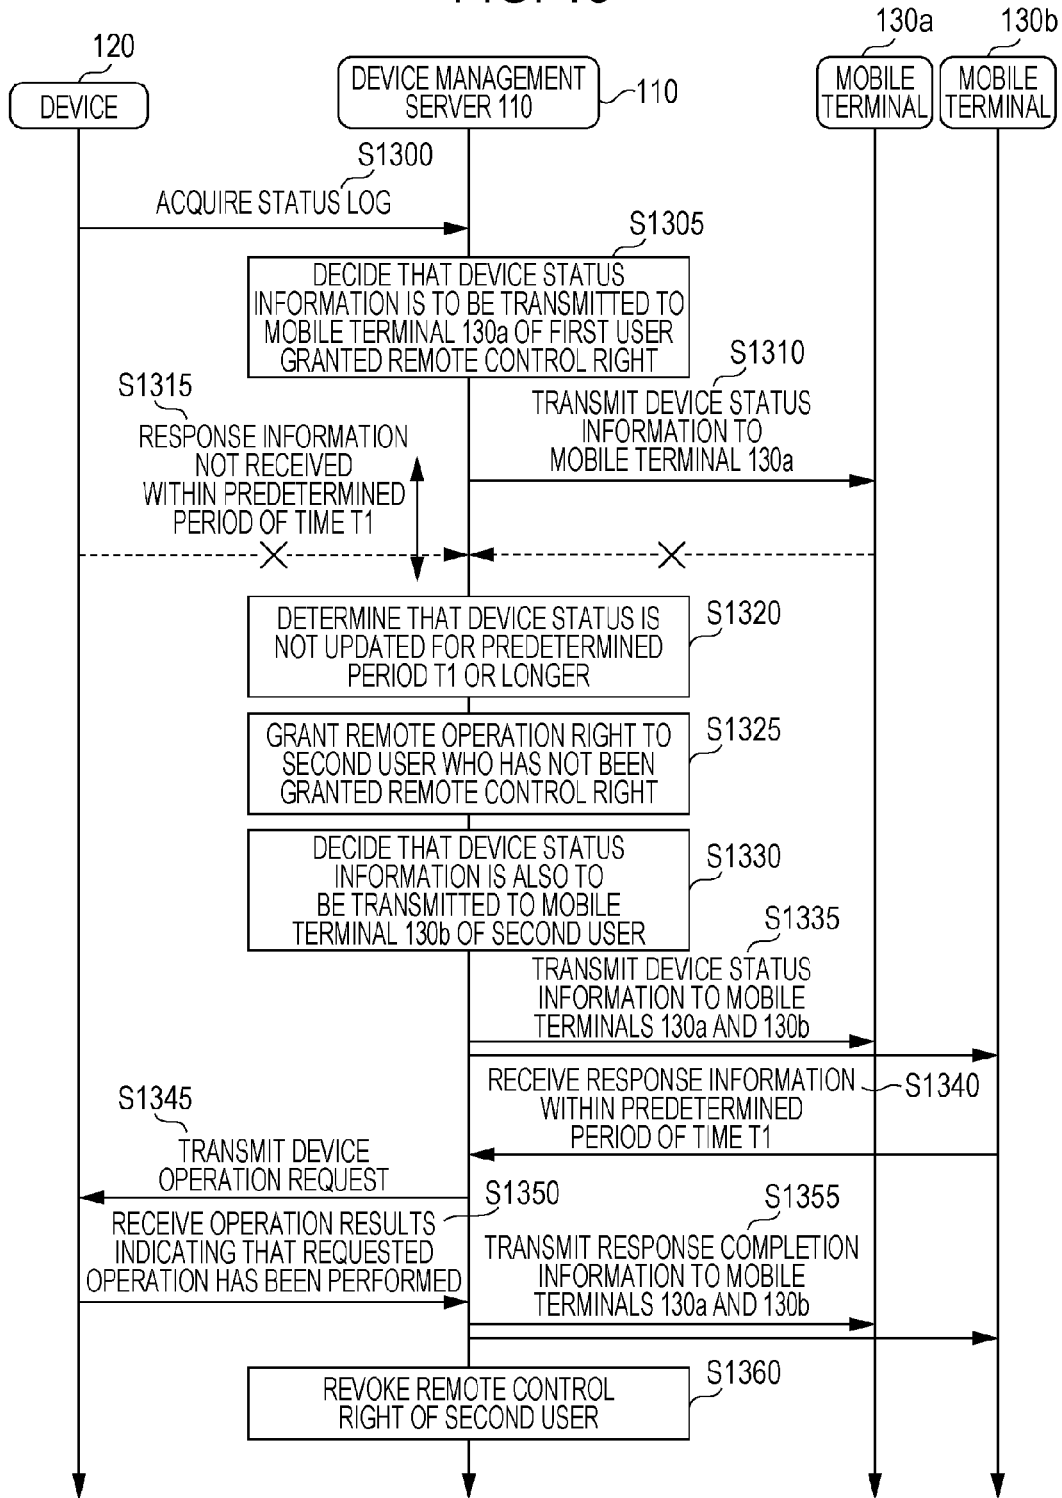 130a
130b
120
DEVICE
DEVICE MANAGEMENT
SERVER 110
110
MOBILE
TERMINAL
MOBILE
TERMINAL
S1300
ACQUIRE STATUS LOG
S1305
DECIDE THAT DEVICE STATUS
INFORMATION IS TO BE TRANSMITTED TO
MOBILE TERMINAL 130a OF FIRST USER
GRANTED REMOTE CONTROL RIGHT
S1310
TRANSMIT DEVICE STATUS
INFORMATION TO
MOBILE TERMINAL 130a
S1315
RESPONSE INFORMATION
NOT RECEIVED
WITHIN PREDETERMINED
PERIOD OF TIME T1
DETERMINE THAT DEVICE STATUS IS
NOT UPDATED FOR PREDETERMINED
PERIOD T1 OR LONGER
S1320
GRANT REMOTE OPERATION RIGHT TO
SECOND USER WHO HAS NOT BEEN
GRANTED REMOTE CONTROL RIGHT
S1325
DECIDE THAT DEVICE STATUS
INFORMATION IS ALSO TO
BE TRANSMITTED TO MOBILE
TERMINAL 130b OF SECOND USER
S1330
S1335
TRANSMIT DEVICE STATUS
INFORMATION TO MOBILE
TERMINALS 130a AND 130b
RECEIVE RESPONSE INFORMATION
WITHIN PREDETERMINED
PERIOD OF TIME T1
S1340
S1345
TRANSMIT DEVICE
OPERATION REQUEST
S1350
RECEIVE OPERATION RESULTS
INDICATING THAT REQUESTED
OPERATION HAS BEEN PERFORMED
S1355
TRANSMIT RESPONSE COMPLETION
INFORMATION TO MOBILE
TERMINALS 130a AND 130b
REVOKE REMOTE CONTROL
RIGHT OF SECOND USER
S1360